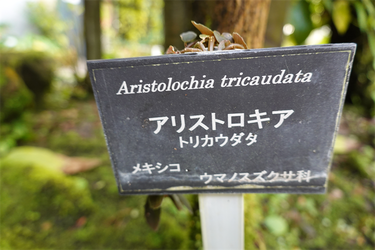 Aristolochia tricaudata
アリストロキア
トリカウダタ
メキシコ
ウマノスズクサ科